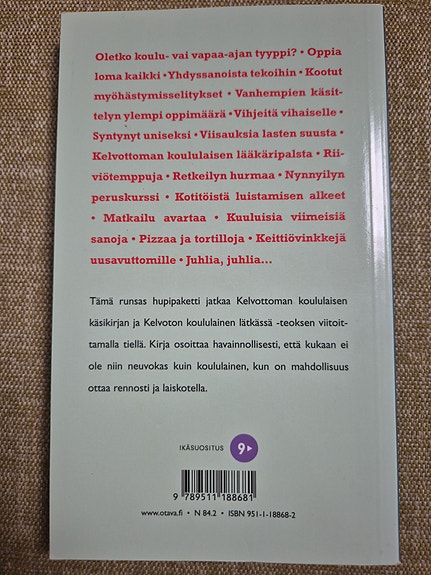 Oletko koulu- vai vapaa-ajan tyyppi? • Oppia
loma kaikki • Yhdyssanoista tekoihin • Kootut
myöhästymisselitykset • Vanhempien käsit-
telyn ylempi oppimäärä • Vihjeitä vihaiselle •
Syntynyt uniseksi • Viisauksia lasten suusta •
Kelvottoman koululaisen lääkäripalsta • Rii-
viötemppuja • Retkeilyn hurmaa • Nynnyilyn
peruskurssi • Kotitöistä luistamisen alkeet
• Matkailu avartaa • Kuuluisia viimeisiä
sanoja • Pizzaa ja tortilloja • Keittiövinkkejä
uusavuttomille • Juhlia, juhlia...
Tämä runsas hupipaketti jatkaa Kelvottoman koululaisen
käsikirjan ja Kelvoton koululainen lätkässä -teoksen viitoit-
tamalla tiellä. Kirja osoittaa havainnollisesti, että kukaan ei
ole niin neuvokas kuin koululainen, kun on mahdollisuus
ottaa rennosti ja laiskotella.
IKÄSUOSITUS 9▸
9 789511 188681
www.otava.fi • N 84.2 • ISBN 951-1-18868-2